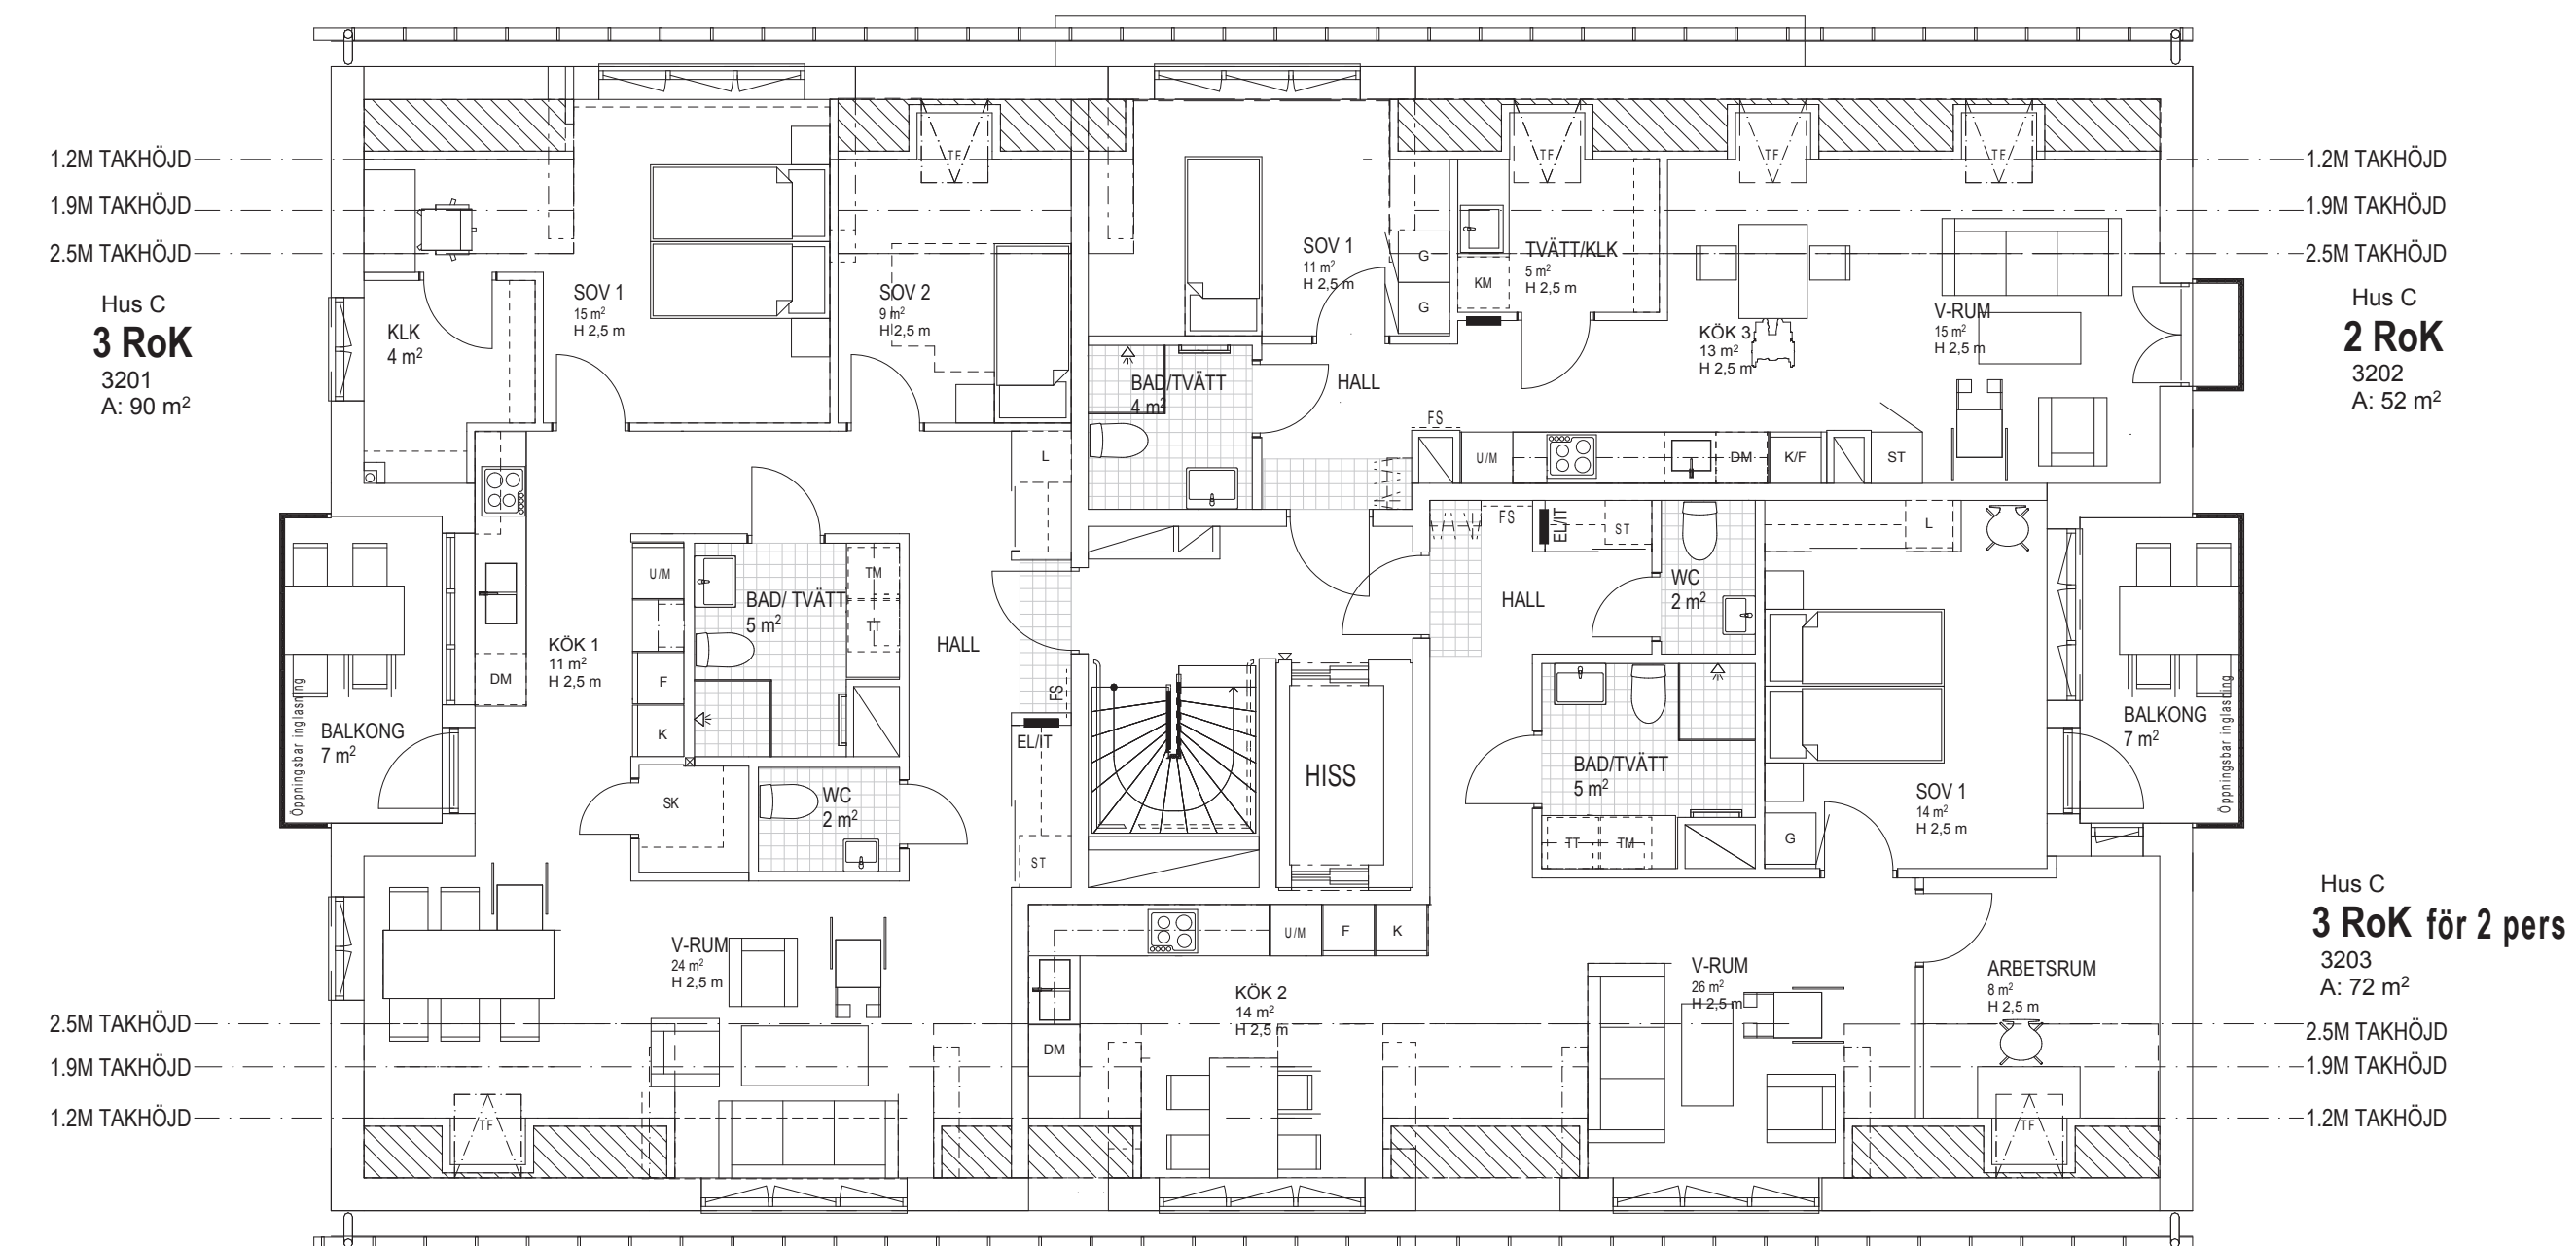 1.2M TAKHÖJD
1.9M TAKHÖJD
2.5M TAKHÖJD
Hus C
3 RoK
3201
A: 90 m²
KLK
4 m²
SOV 1
15 m²
H 2,5 m
TF
SOV 2
9 m²
H 2,5 m
L
U/M
F
K
DM
KÖK 1
11 m²
H 2,5 m
BAD/ TVÄTT
5 m²
TM
TT
HALL
FS
EL/IT
ST
SK
WC
2 m²
BALKONG
7 m²
Öppningsbar inglasning
V-RUM
24 m²
H 2,5 m
TF
2.5M TAKHÖJD
1.9M TAKHÖJD
1.2M TAKHÖJD
SOV 1
11 m²
H 2,5 m
G
G
KM
TF
TVÄTT/KLK
5 m²
H 2,5 m
TF
TF
KÖK 3
13 m²
H 2,5 m
V-RUM
15 m²
H 2,5 m
BAD/TVÄTT
4 m²
HALL
FS
U/M
DM
K/F
ST
1.2M TAKHÖJD
1.9M TAKHÖJD
2.5M TAKHÖJD
Hus C
2 RoK
3202
A: 52 m²
HISS
FS
EL/IT
ST
HALL
WC
2 m²
L
BAD/TVÄTT
5 m²
TT
TM
G
SOV 1
14 m²
H 2,5 m
BALKONG
7 m²
Öppningsbar inglasning
U/M
F
K
DM
KÖK 2
14 m²
H 2,5 m
V-RUM
26 m²
H 2,5 m
ARBETSRUM
8 m²
H 2,5 m
TF
Hus C
3 RoK för 2 pers
3203
A: 72 m²
2.5M TAKHÖJD
1.9M TAKHÖJD
1.2M TAKHÖJD